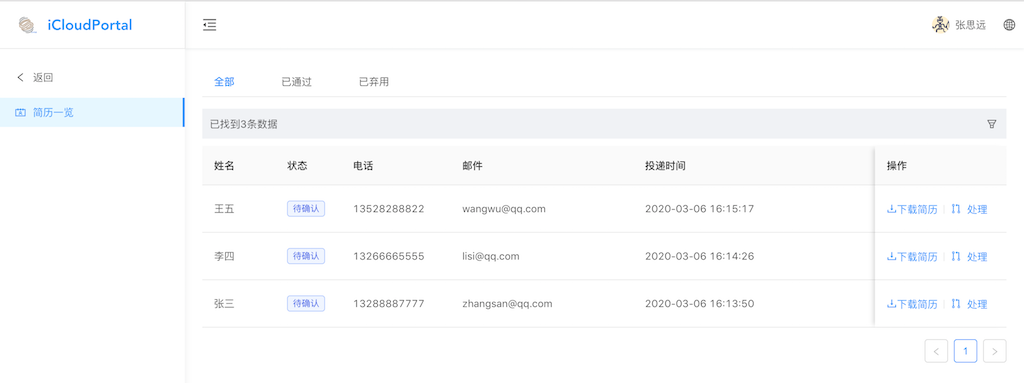 iCloudPortal
张思远
返回
简历一览
全部 已通过 已弃用
已找到3条数据
姓名 状态 电话 邮件 投递时间 操作
王五 待确认 13528288822 wangwu@qq.com 2020-03-06 16:15:17 下载简历 处理
李四 待确认 13266665555 lisi@qq.com 2020-03-06 16:14:26 下载简历 处理
张三 待确认 13288887777 zhangsan@qq.com 2020-03-06 16:13:50 下载简历 处理
1